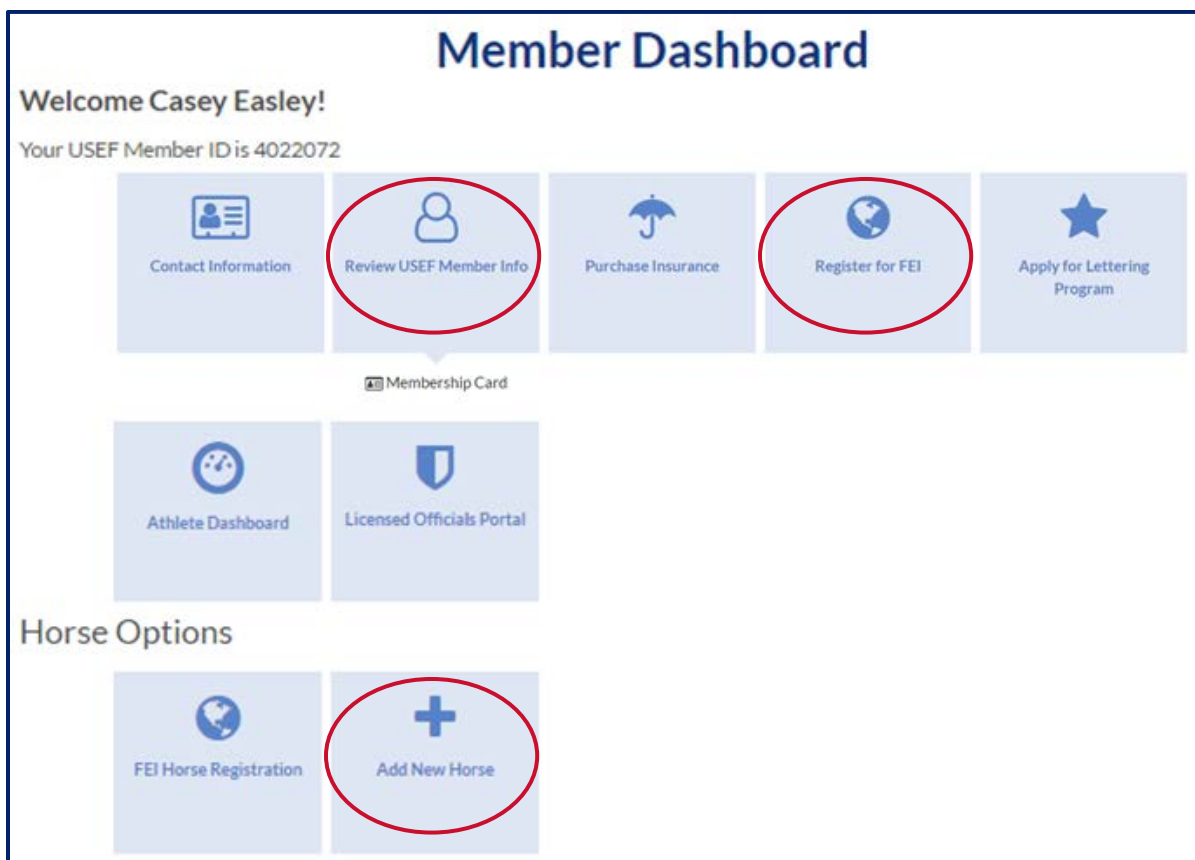 Member Dashboard
Welcome Casey Easley!
Your USEF Member ID is 4022072
Contact Information
Review USEF Member Info
Purchase Insurance
Register for FEI
Apply for Lettering
Program
Membership Card
Athlete Dashboard
Licensed Officials Portal
Horse Options
FEI Horse Registration
Add New Horse